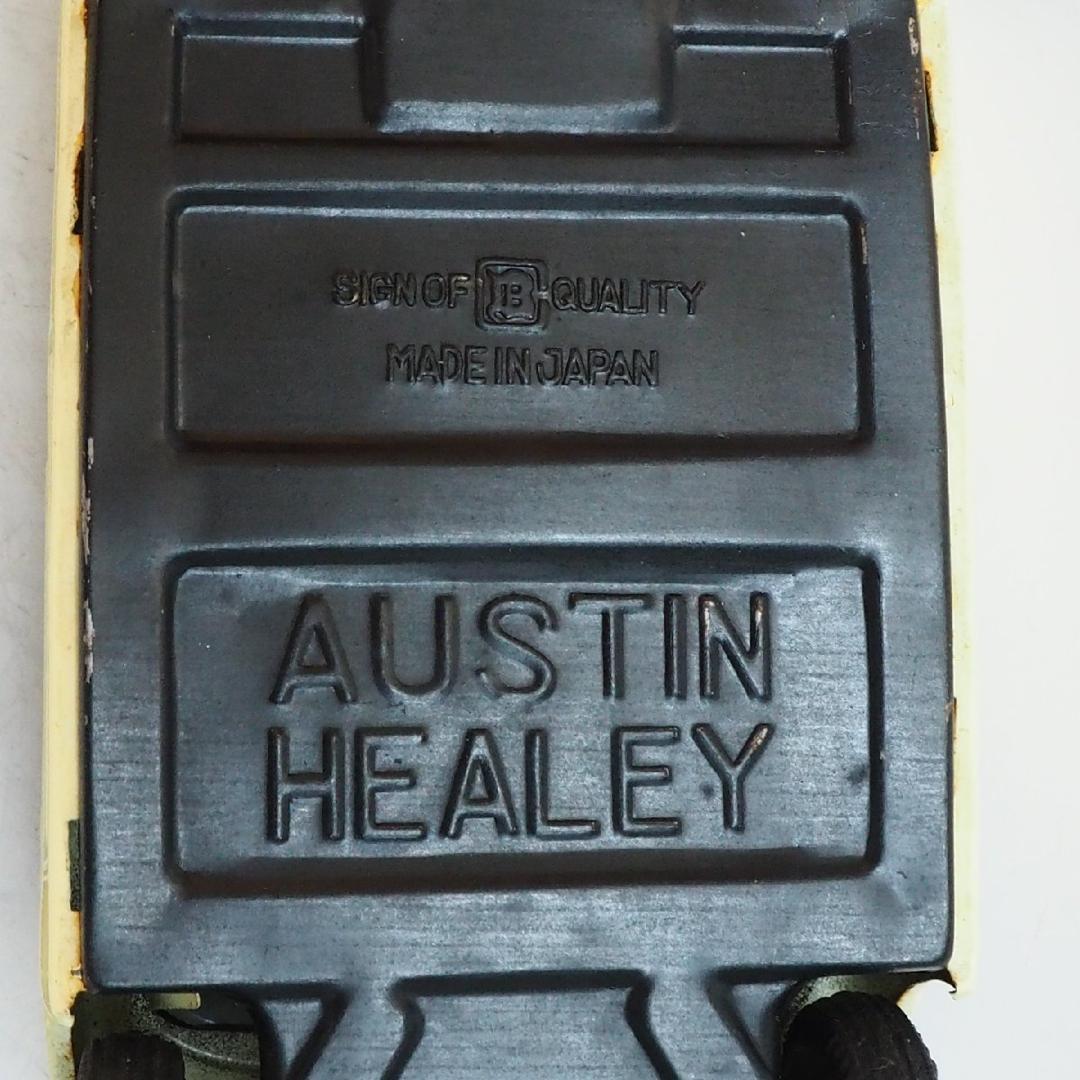 SIGN OF B QUALITY
MADE IN JAPAN
AUSTIN
HEALEY